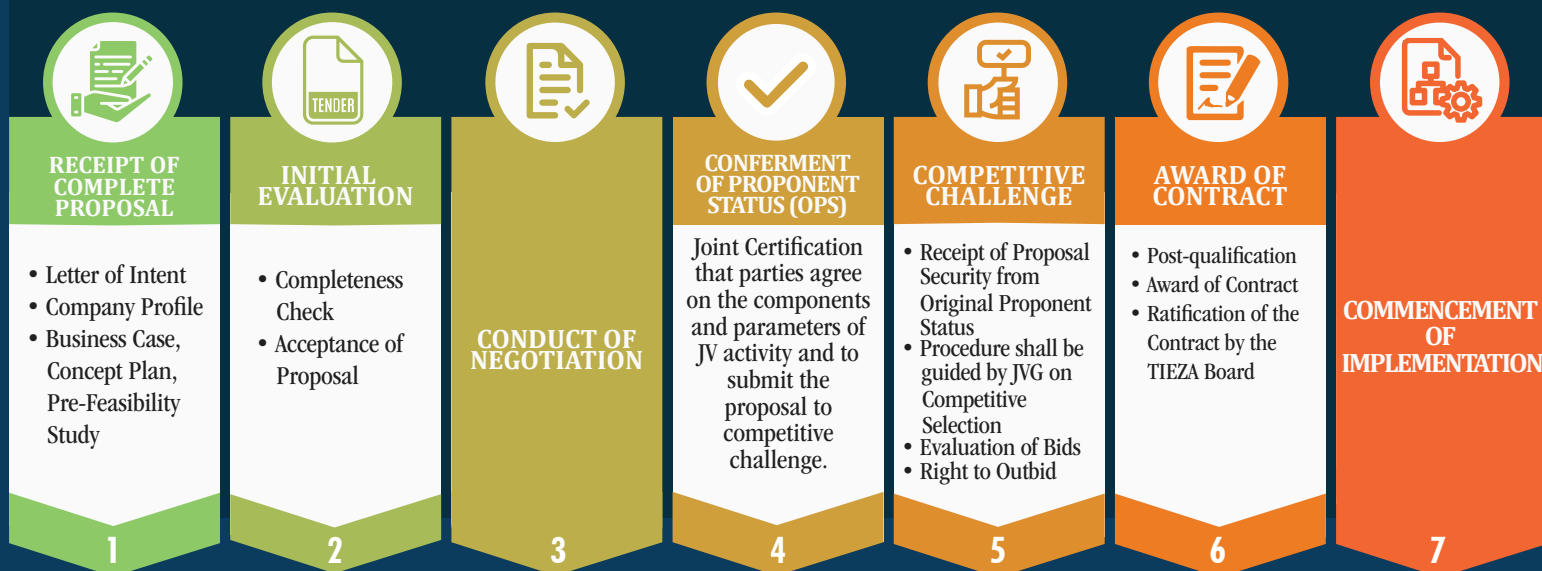 RECEIPT OF
COMPLETE
PROPOSAL
• Letter of Intent
• Company Profile
• Business Case,
Concept Plan,
Pre-Feasibility
Study
1
TENDER
INITIAL
EVALUATION
• Completeness
Check
• Acceptance of
Proposal
2
CONDUCT OF
NEGOTIATION
3
CONFERMENT
OF PROPONENT
STATUS (OPS)
Joint Certification
that parties agree
on the components
and parameters of
JV activity and to
submit the
proposal to
competitive
challenge.
4
COMPETITIVE
CHALLENGE
• Receipt of Proposal
Security from
Original Proponent
Status
• Procedure shall be
guided by JVG on
Competitive
Selection
• Evaluation of Bids
• Right to Outbid
5
AWARD OF
CONTRACT
• Post-qualification
• Award of Contract
• Ratification of the
Contract by the
TIEZA Board
6
COMMENCEMENT
OF
IMPLEMENTATION
7